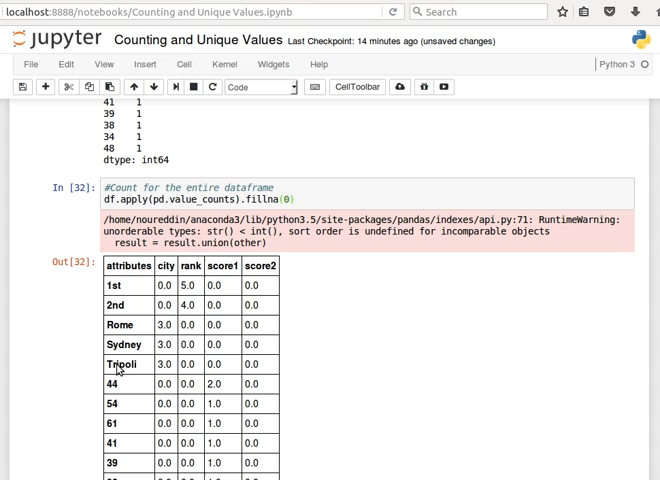 localhost:8888/notebooks/Counting and Unique Values.ipynb
Search
jupyter Counting and Unique Values Last Checkpoint: 14 minutes ago (unsaved changes)
File Edit View Insert Cell Kernel Widgets Help Python 3
Code CellToolbar
41 1
39 1
38 1
34 1
48 1
dtype: int64
In [32]: #Count for the entire dataframe
df.apply(pd.value_counts).fillna(0)
/home/noureddin/anaconda3/lib/python3.5/site-packages/pandas/indexes/api.py:71: RuntimeWarning:
unorderable types: str() < int(), sort order is undefined for incomparable objects
result = result.union(other)
Out[32]: attributes city rank score1 score2
1st 0.0 5.0 0.0 0.0
2nd 0.0 4.0 0.0 0.0
Rome 3.0 0.0 0.0 0.0
Sydney 3.0 0.0 0.0 0.0
Tripoli 3.0 0.0 0.0 0.0
44 0.0 0.0 2.0 0.0
54 0.0 0.0 1.0 0.0
61 0.0 0.0 1.0 0.0
41 0.0 0.0 1.0 0.0
39 0.0 0.0 1.0 0.0